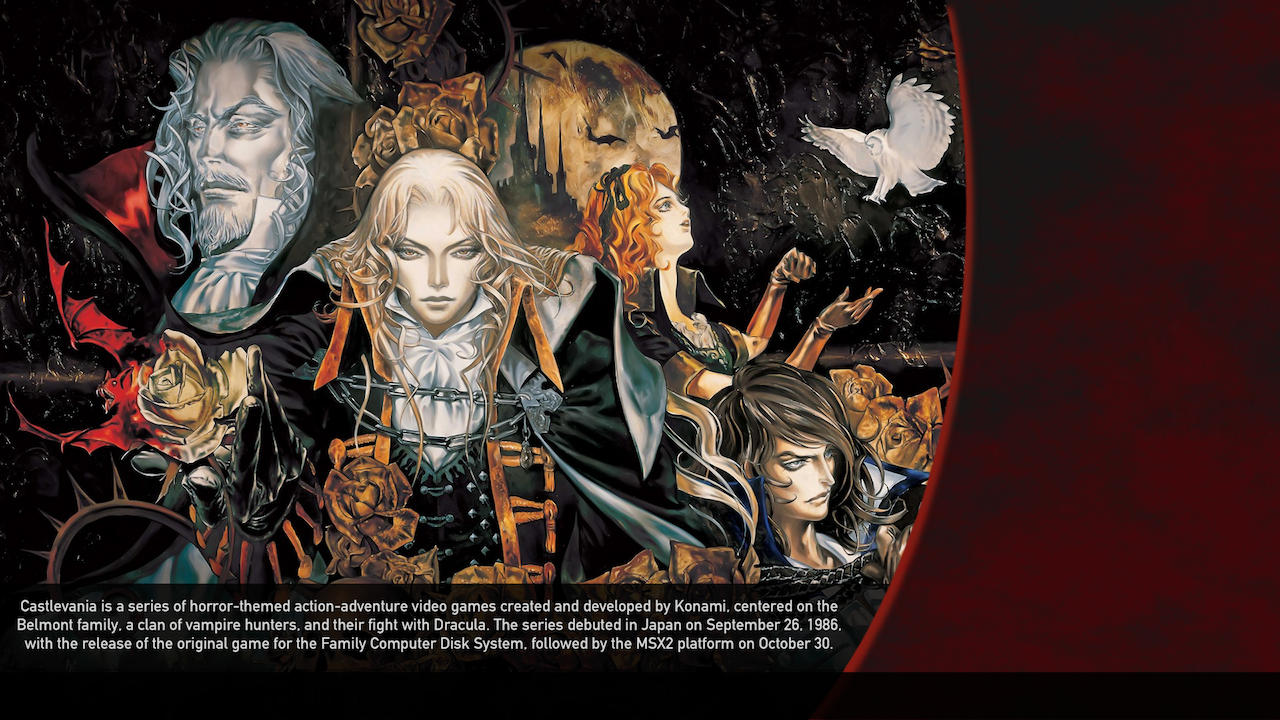 Castlevania is a series of horror-themed action-adventure video games created and developed by Konami, centered on the
Belmont family, a clan of vampire hunters, and their fight with Dracula. The series debuted in Japan on September 26, 1986,
with the release of the original game for the Family Computer Disk System, followed by the MSX2 platform on October 30.